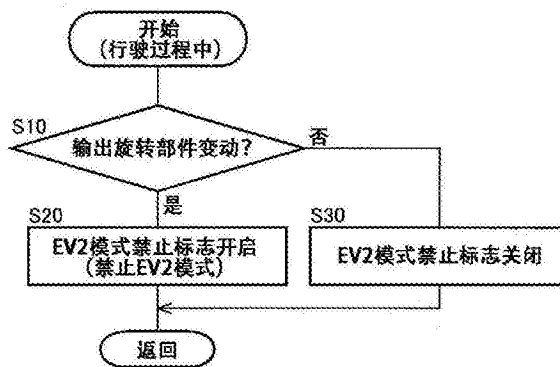 开始
(行驶过程中)
S10
输出旋转部件变动?
否
是
S20
EV2模式禁止标志开启
(禁止EV2模式)
S30
EV2模式禁止标志关闭
返回